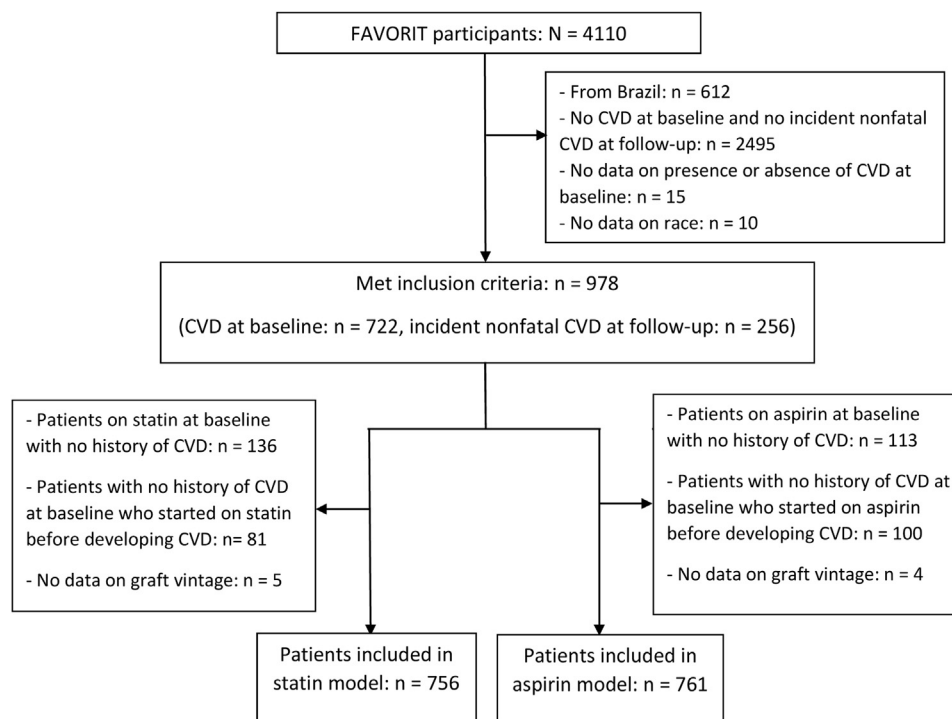 FAVORIT participants: N = 4110
- From Brazil: n = 612
- No CVD at baseline and no incident nonfatal
CVD at follow-up: n = 2495
- No data on presence or absence of CVD at
baseline: n = 15
- No data on race: n = 10
Met inclusion criteria: n = 978
(CVD at baseline: n = 722, incident nonfatal CVD at follow-up: n = 256)
- Patients on statin at baseline
with no history of CVD: n = 136
- Patients with no history of CVD
at baseline who started on statin
before developing CVD: n= 81
- No data on graft vintage: n = 5
- Patients on aspirin at baseline
with no history of CVD: n = 113
- Patients with no history of CVD at
baseline who started on aspirin
before developing CVD: n = 100
- No data on graft vintage: n = 4
Patients included in
statin model: n = 756
Patients included in
aspirin model: n = 761